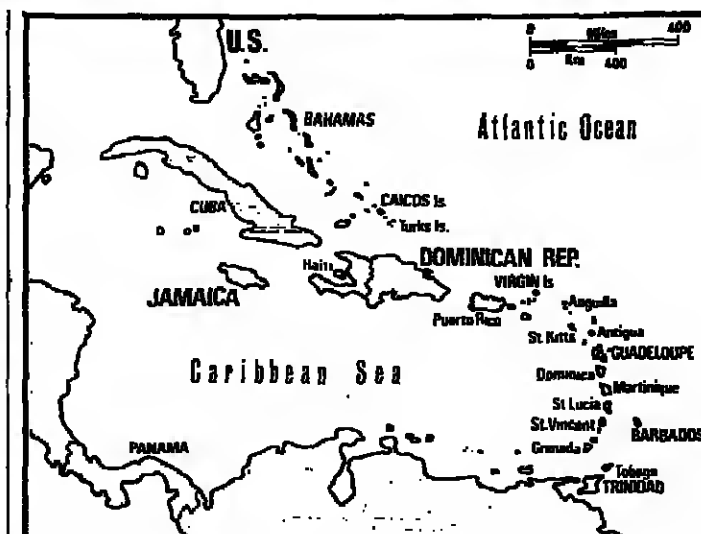 U.S.
0 Miles 400
0 Km 400
BAHAMAS
Atlantic Ocean
CAICOS Is.
CUBA
Turks Is.
Haiti
DOMINICAN REP.
VIRGIN Is
JAMAICA
Anguilla
Puerto Rico
St. Kitts
Antigua
GUADELOUPE
Caribbean Sea
Dominica
Martinique
St Lucia
St. Vincent
BARBADOS
PANAMA
Grenada
Tobago
TRINIDAD